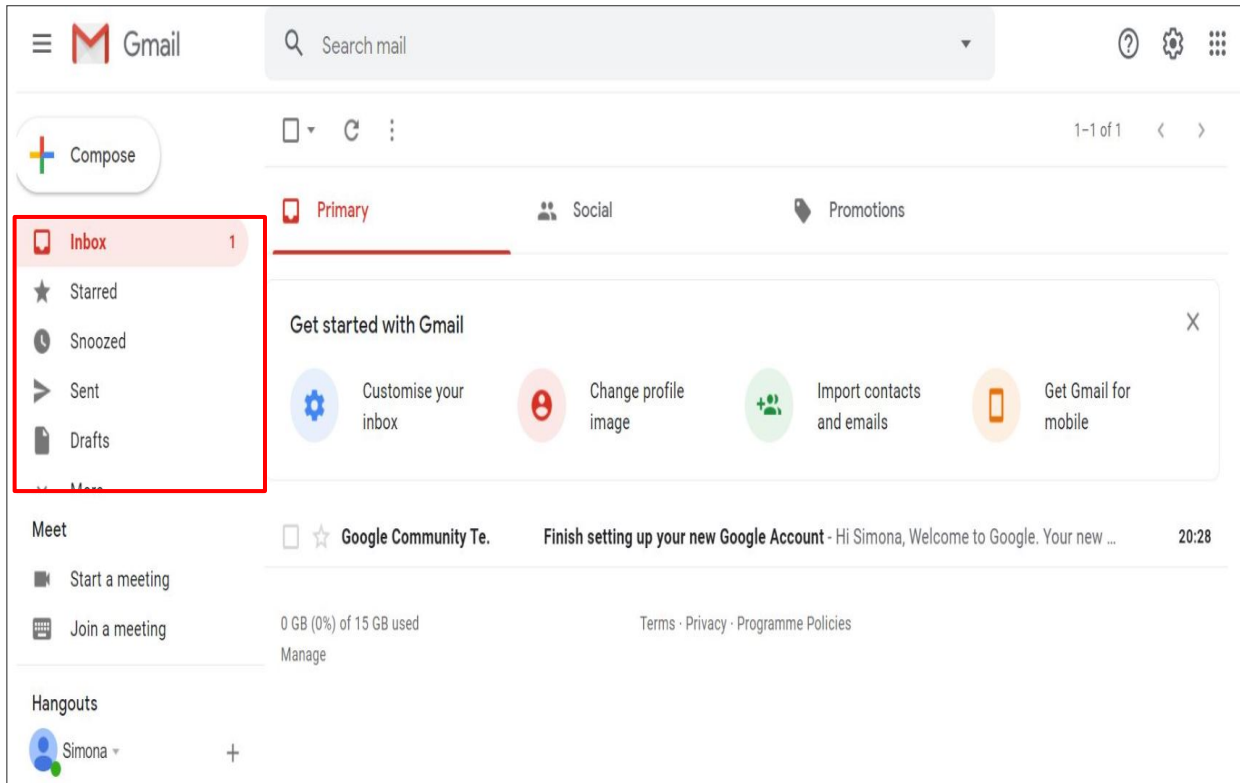 Gmail
Search mail
Compose
1–1 of 1
Primary
Social
Promotions
Inbox 1
Starred
Snoozed
Sent
Drafts
More
Get started with Gmail
Customise your
inbox
Change profile
image
Import contacts
and emails
Get Gmail for
mobile
Meet
Start a meeting
Join a meeting
Google Community Te. Finish setting up your new Google Account - Hi Simona, Welcome to Google. Your new ... 20:28
0 GB (0%) of 15 GB used
Manage
Terms · Privacy · Programme Policies
Hangouts
Simona